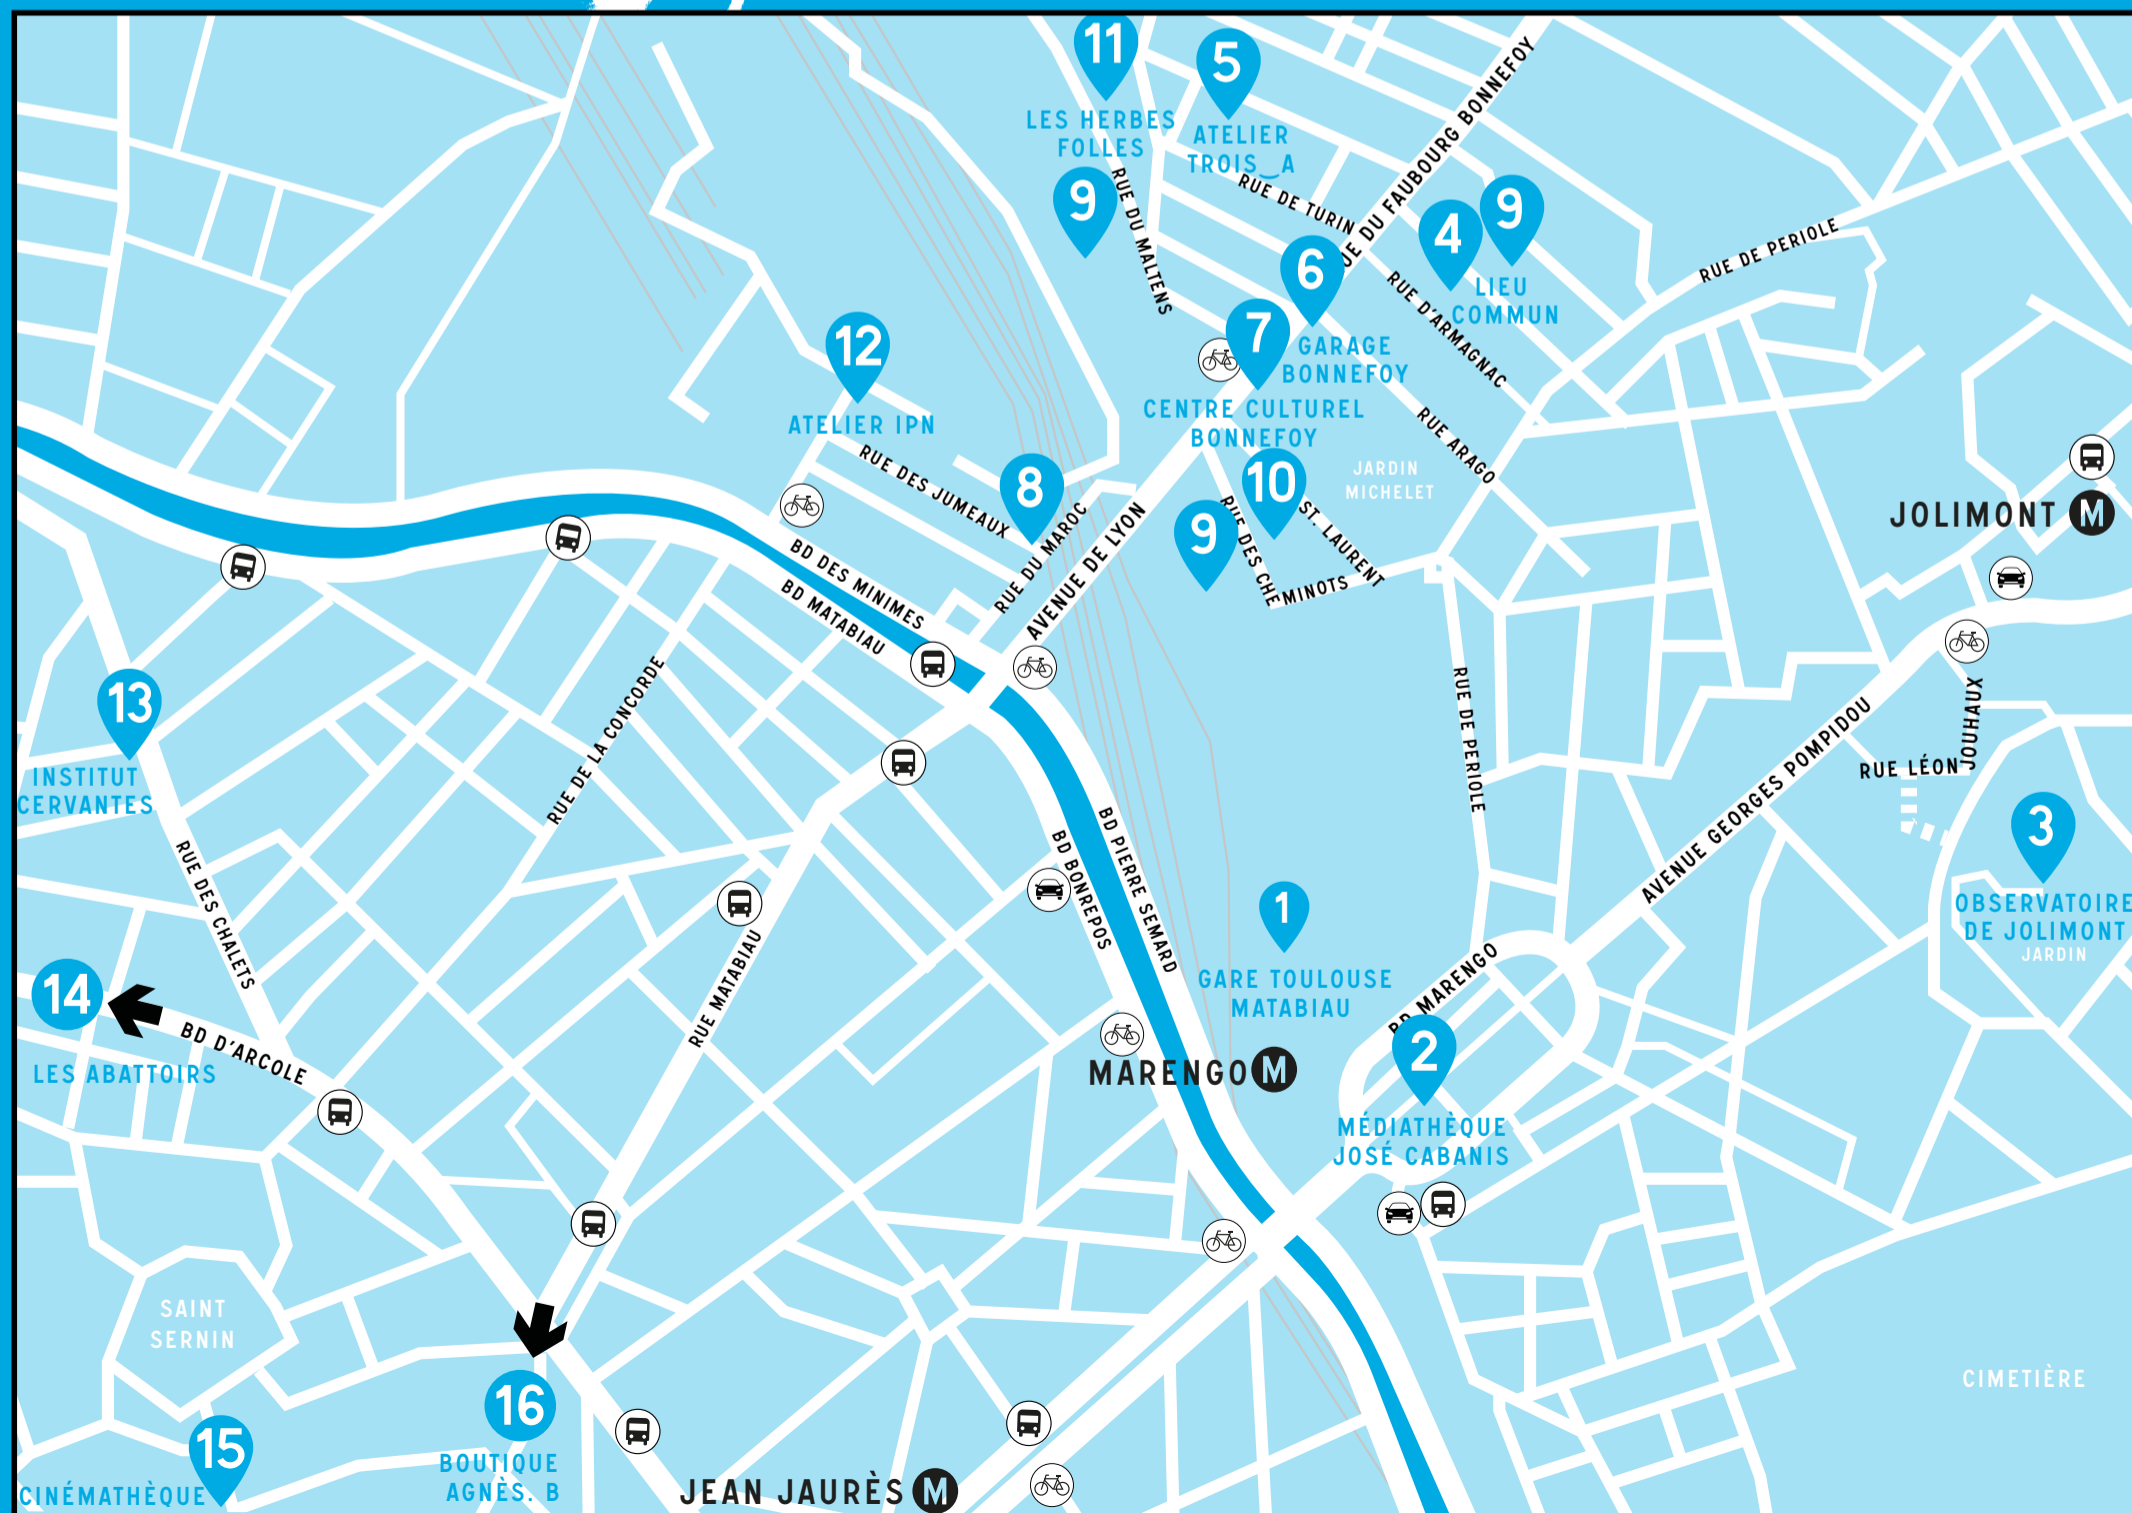 11
LES HERBES
FOLLES
5
ATELIER
TROIS_A
RUE DU FAUBOURG BONNEFOY
9
RUE DU MALTENS
RUE DE TURIN
4
9
LIEU
COMMUN
6
RUE D'ARMAGNAC
RUE DE PERIOLE
7
GARAGE
BONNEFOY
12
ATELIER IPN
CENTRE CULTUREL
BONNEFOY
RUE ARAGO
JARDIN
MICHELET
RUE DES JUMEAUX
8
10
9
RUE DES CHEMINOTS
ST. LAURENT
JOLIMONT M
RUE DU MAROC
AVENUE DE LYON
BD DES MINIMES
BD MATABIAU
13
INSTITUT
CERVANTES
RUE DE LA CONCORDE
RUE DE PERIOLE
AVENUE GEORGES POMPIDOU
RUE LÉON JOUHAUX
3
OBSERVATOIRE
DE JOLIMONT
JARDIN
RUE DES CHALETS
BD BONREPOS
BD PIERRE SEMARD
1
GARE TOULOUSE
MATABIAU
RUE MATABIAU
BD MARENGO
14
BD D'ARCOLE
LES ABATTOIRS
MARENGO M
2
MÉDIATHÈQUE
JOSÉ CABANIS
SAINT
SERNIN
CIMETIÈRE
16
BOUTIQUE
AGNÈS. B
15
CINÉMATHÈQUE
JEAN JAURÈS M